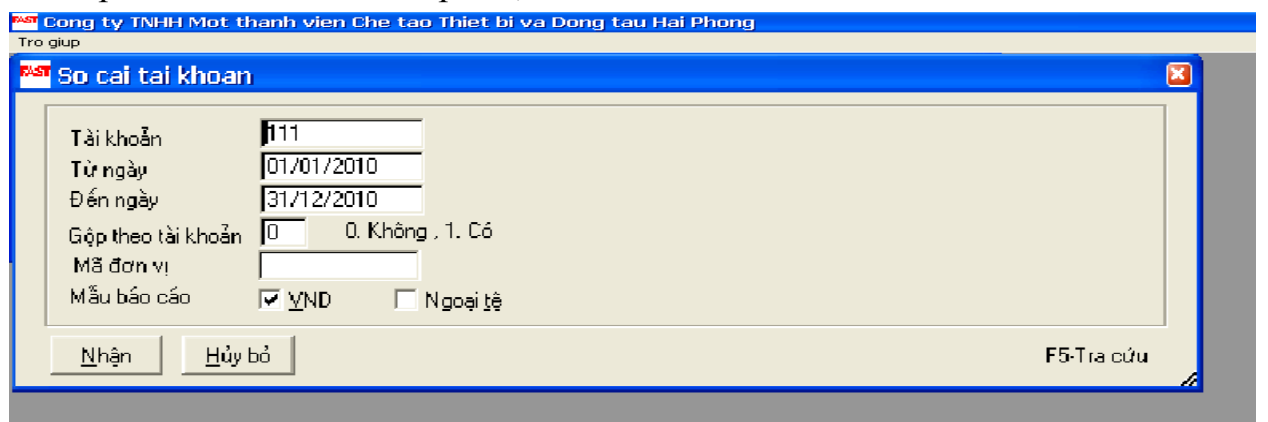 FAST Cong ty TNHH Mot thanh vien Che tao Thiet bi va Dong tau Hai Phong
Tro giup
FAST So cai tai khoan
Tài khoản 111
Từ ngày 01/01/2010
Đến ngày 31/12/2010
Gộp theo tài khoản 0 0. Không , 1. Có
Mã đơn vị
Mẫu báo cáo VND Ngoại tệ
Nhận Hủy bỏ F5-Tra cứu